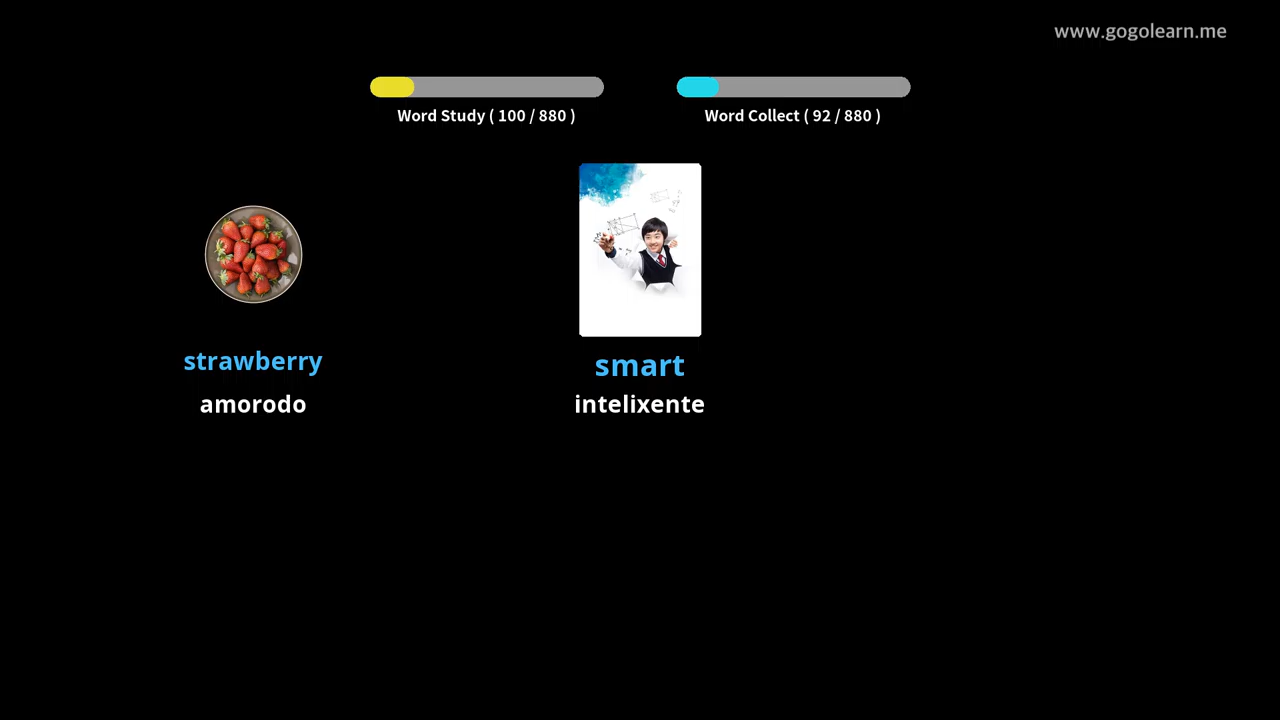 www.gogolearn.me
Word Study ( 100 / 880 )
Word Collect ( 92 / 880 )
strawberry
amorodo
smart
intelixente